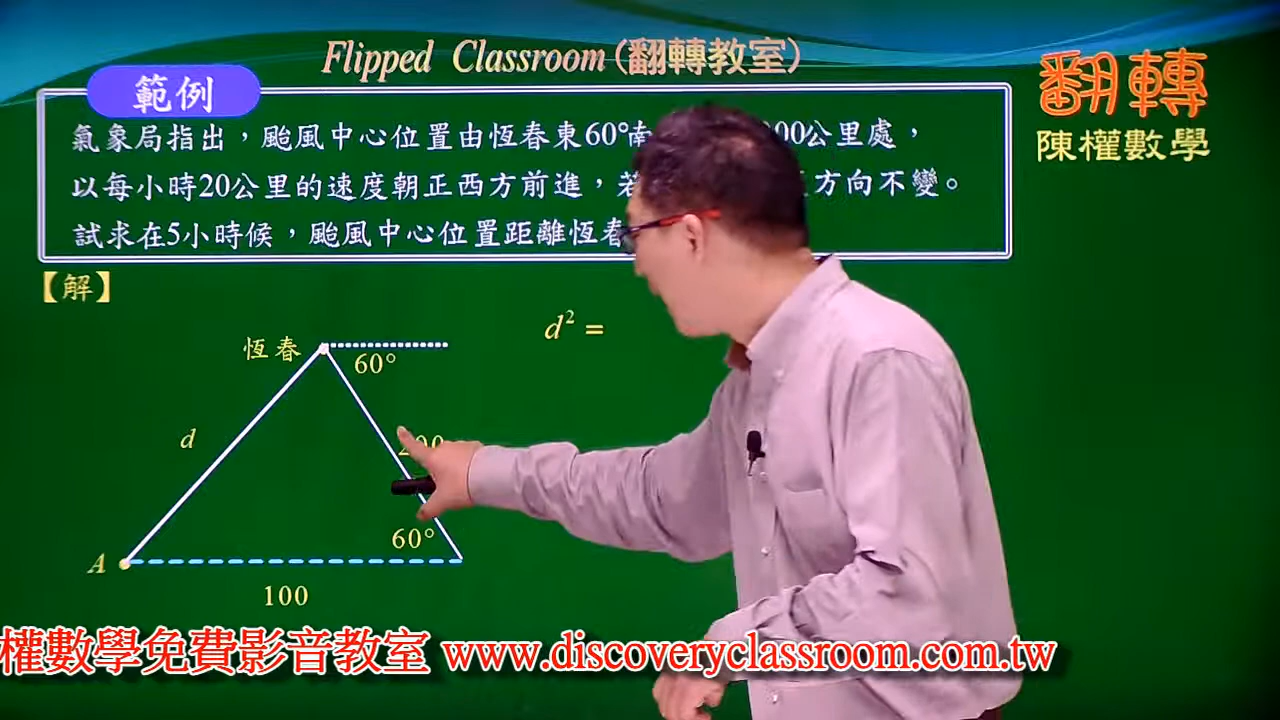 Flipped Classroom(翻轉教室)
翻轉
陳權數學
範例
氣象局指出，颱風中心位置由恆春東60°南 00公里處，
以每小時20公里的速度朝正西方前進， 方向不變。
試求在5小時候，颱風中心位置距離恆春
【解】
d² =
恆春
60°
d
200
60°
A
100
權數學免費影音教室 www.discoveryclassroom.com.tw